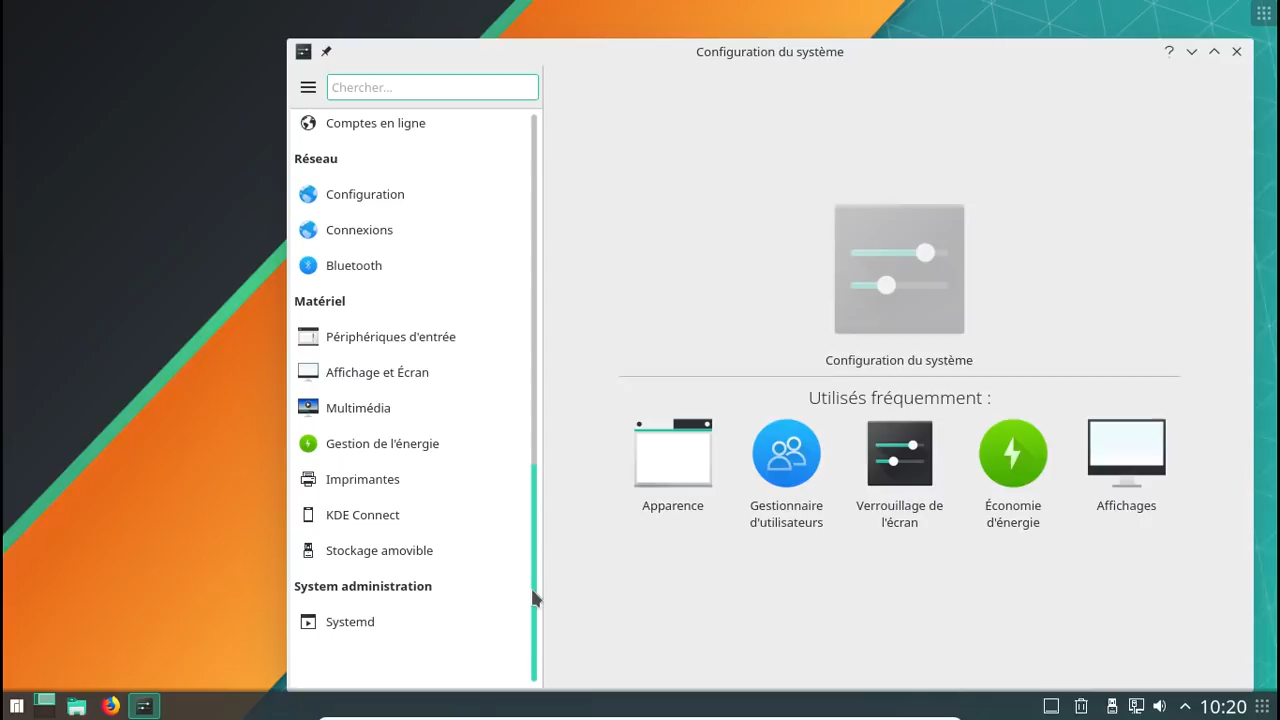 Configuration du système
Chercher...
Comptes en ligne
Réseau
Configuration
Connexions
Bluetooth
Matériel
Périphériques d'entrée
Affichage et Écran
Multimédia
Gestion de l'énergie
Imprimantes
KDE Connect
Stockage amovible
System administration
Systemd
Configuration du système
Utilisés fréquemment :
Apparence
Gestionnaire
d'utilisateurs
Verrouillage de
l'écran
Économie
d'énergie
Affichages
10:20